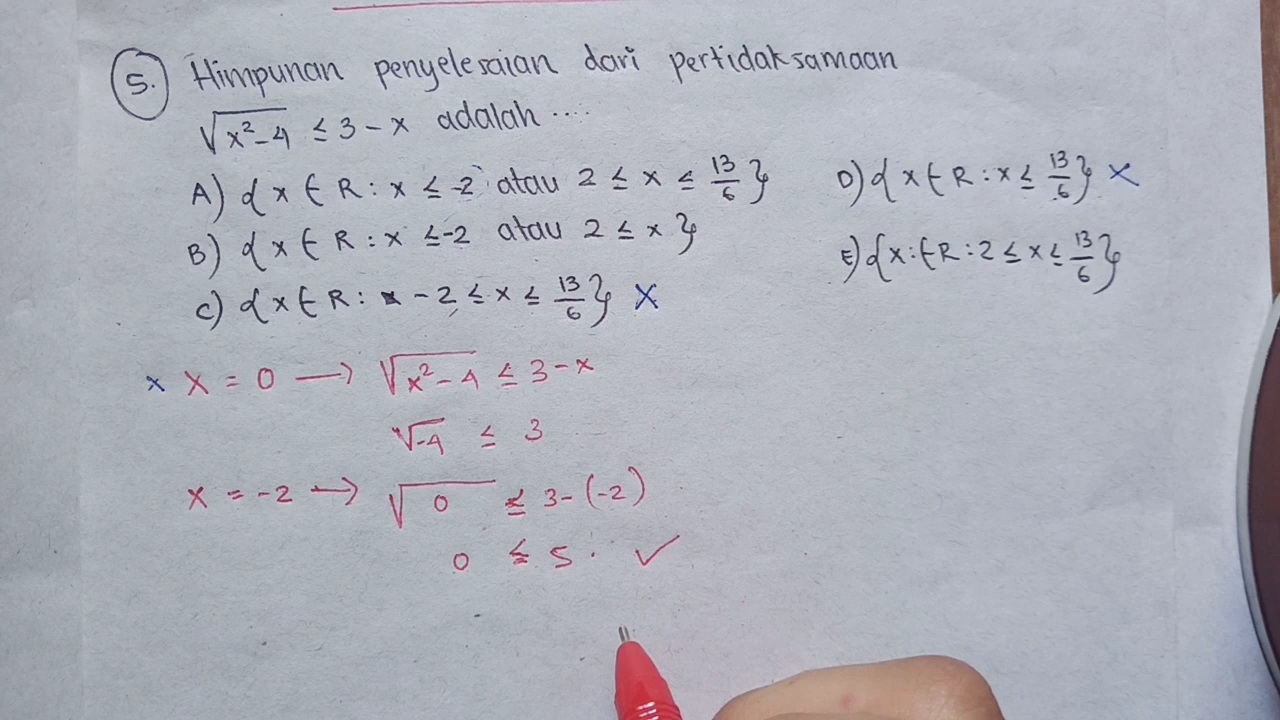 5. Himpunan penyelesaian dari pertidaksamaan
√x²-4 ≤ 3 - x adalah ....
A) { x ∈ R : x ≤ -2 atau 2 ≤ x ≤ 13/6 }
B) { x ∈ R : x ≤ -2 atau 2 ≤ x }
C) { x ∈ R : -2 ≤ x ≤ 13/6 } X
D) { x ∈ R : x ≤ 13/6 } X
E) { x : ∈ R : 2 ≤ x ≤ 13/6 }
x X = 0 → √x²-4 ≤ 3 - x
√-4 ≤ 3
X = -2 → √0 ≤ 3 - (-2)
0 ≤ 5 . ✓